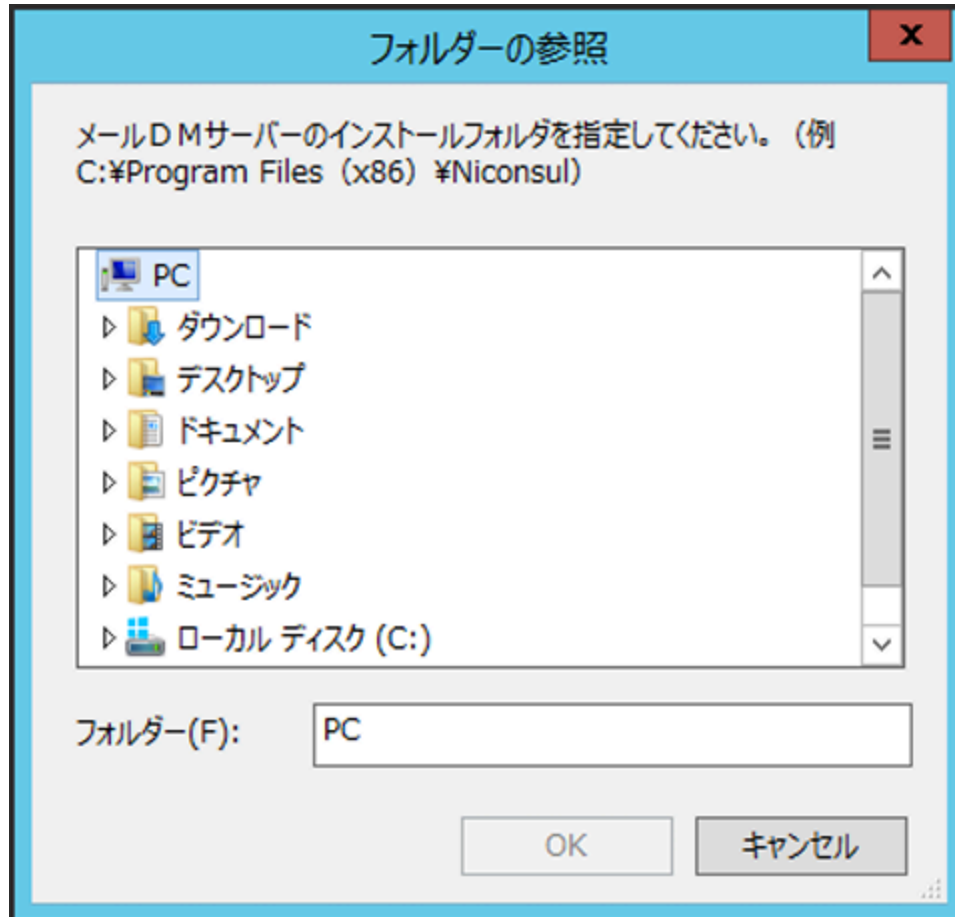 フォルダーの参照
x
メールＤＭサーバーのインストールフォルダを指定してください。（例
C:¥Program Files（x86）¥Niconsul）
PC
ダウンロード
デスクトップ
ドキュメント
ピクチャ
ビデオ
ミュージック
ローカル ディスク (C:)
フォルダー(F): PC
OK キャンセル